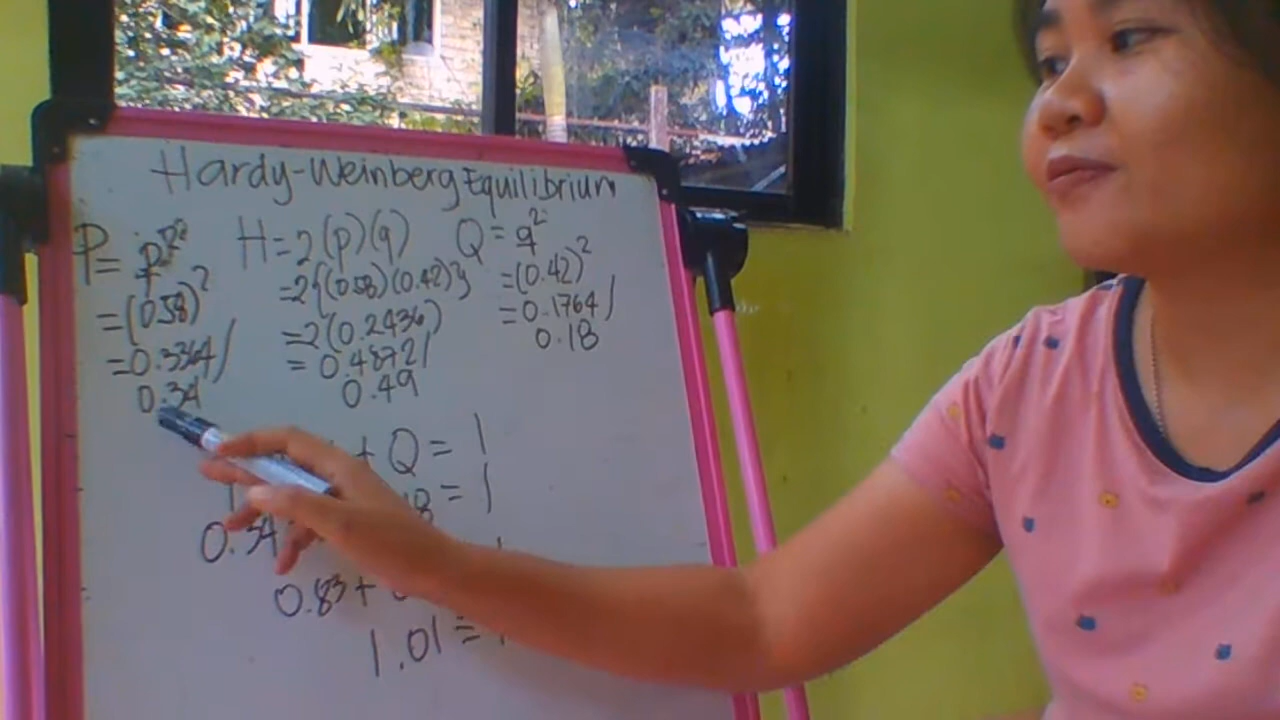 Hardy-Weinberg Equilibrium
P = p²
= (0.58)²
= 0.3364/
0.34
H = 2(p)(q)
= 2{(0.58)(0.42)}
= 2(0.2436)
= 0.4872/
0.49
Q = q²
= (0.42)²
= 0.1764/
0.18
+ Q = 1
= 1
0.34
0.83 +
1.01 =